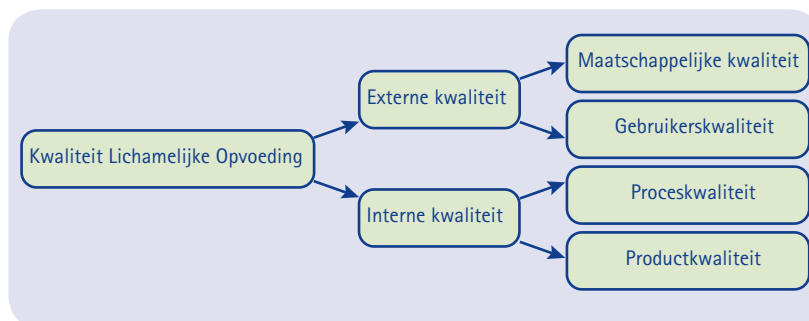 Kwaliteit Lichamelijke Opvoeding
Externe kwaliteit
Interne kwaliteit
Maatschappelijke kwaliteit
Gebruikerskwaliteit
Proceskwaliteit
Productkwaliteit